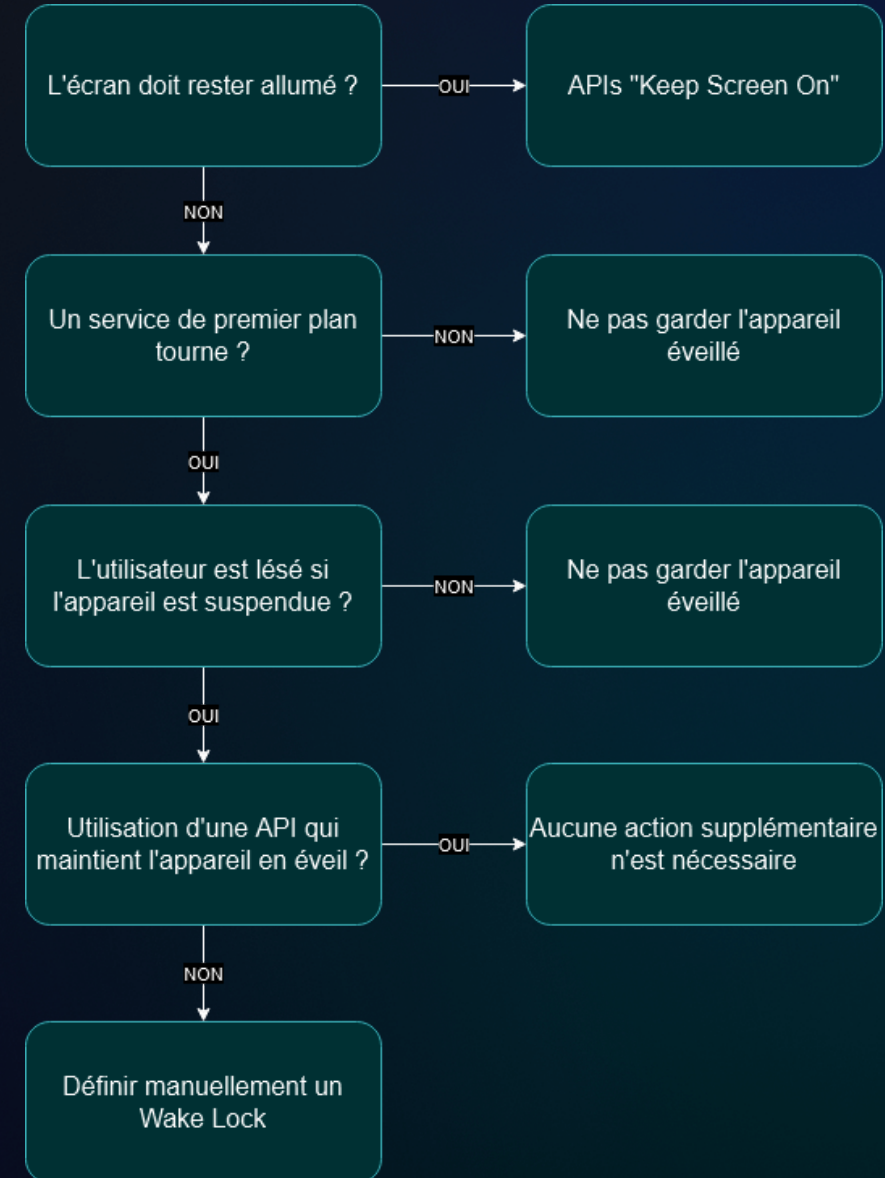 L'écran doit rester allumé ?
OUI
APIs "Keep Screen On"
NON
Un service de premier plan
tourne ?
NON
Ne pas garder l'appareil
éveillé
OUI
L'utilisateur est lésé si
l'appareil est suspendue ?
NON
Ne pas garder l'appareil
éveillé
OUI
Utilisation d'une API qui
maintient l'appareil en éveil ?
OUI
Aucune action supplémentaire
n'est nécessaire
NON
Définir manuellement un
Wake Lock